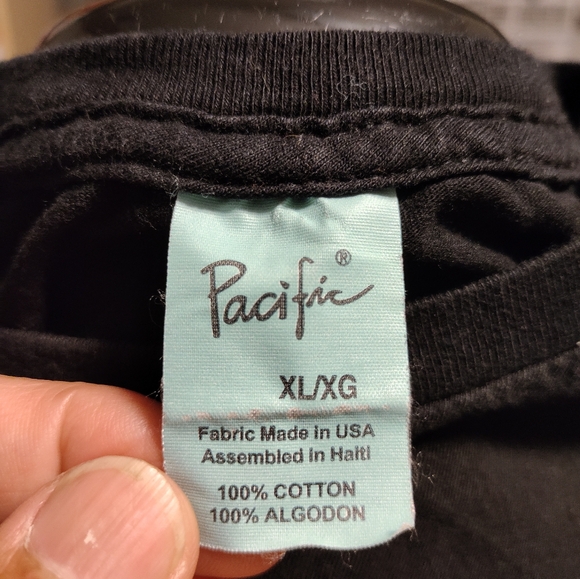 Pacific®
XL/XG
Fabric Made in USA
Assembled in Haiti
100% COTTON
100% ALGODON